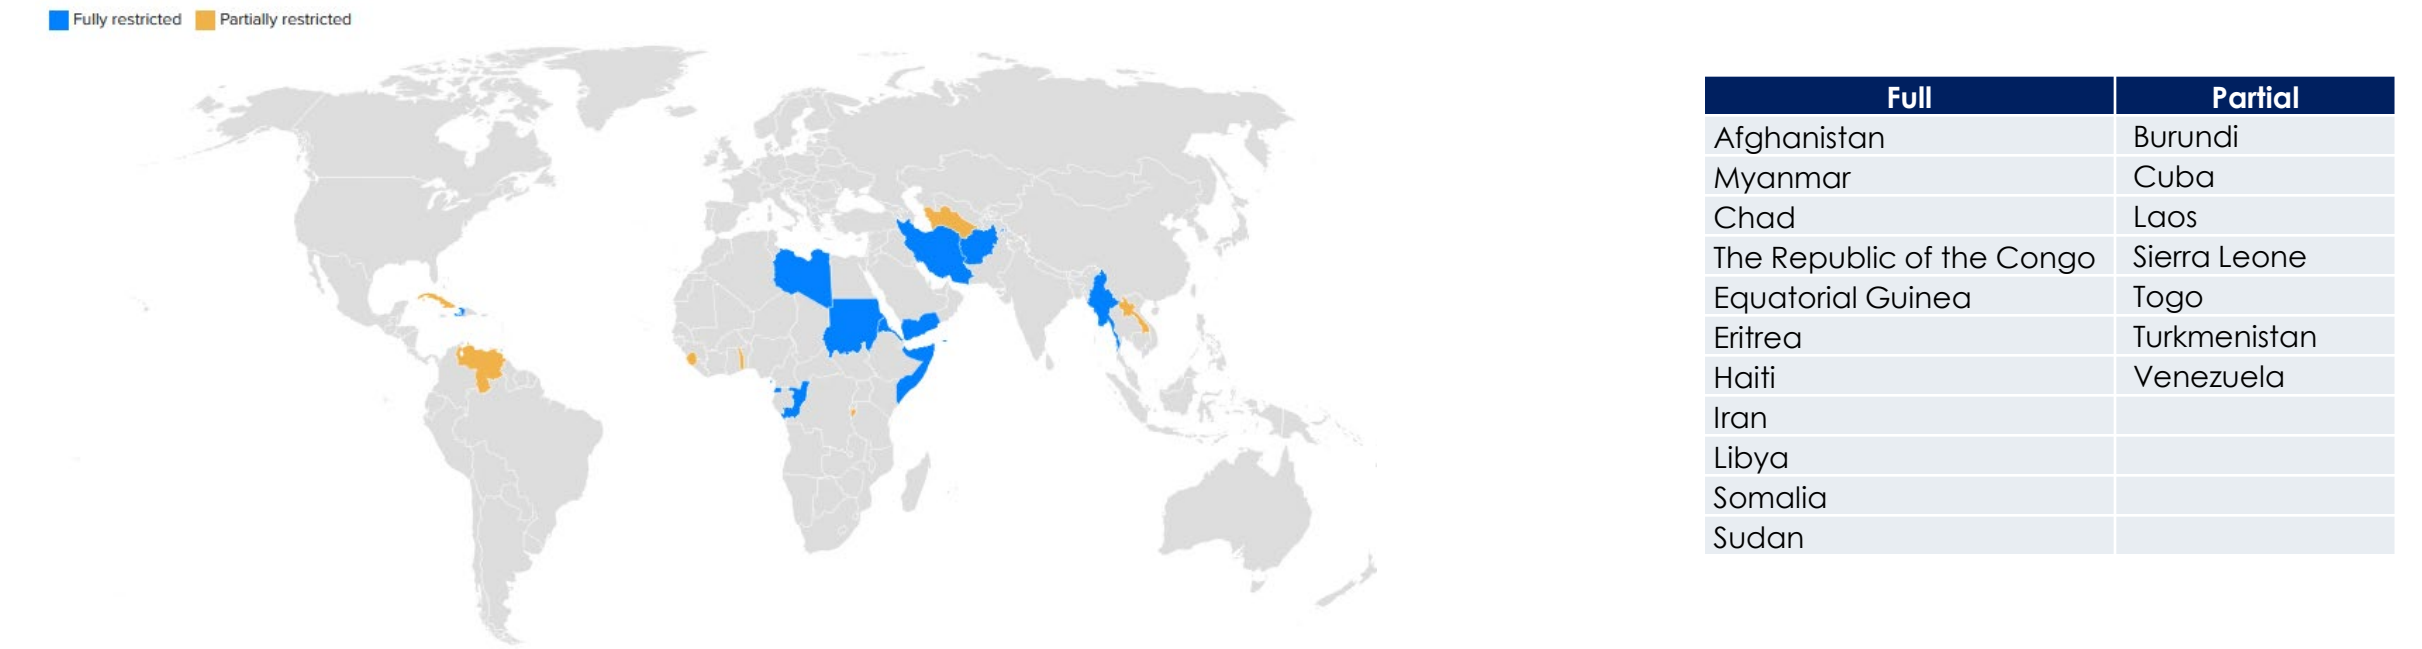 Fully restricted Partially restricted
Full Partial
Afghanistan Burundi
Myanmar Cuba
Chad Laos
The Republic of the Congo Sierra Leone
Equatorial Guinea Togo
Eritrea Turkmenistan
Haiti Venezuela
Iran
Libya
Somalia
Sudan